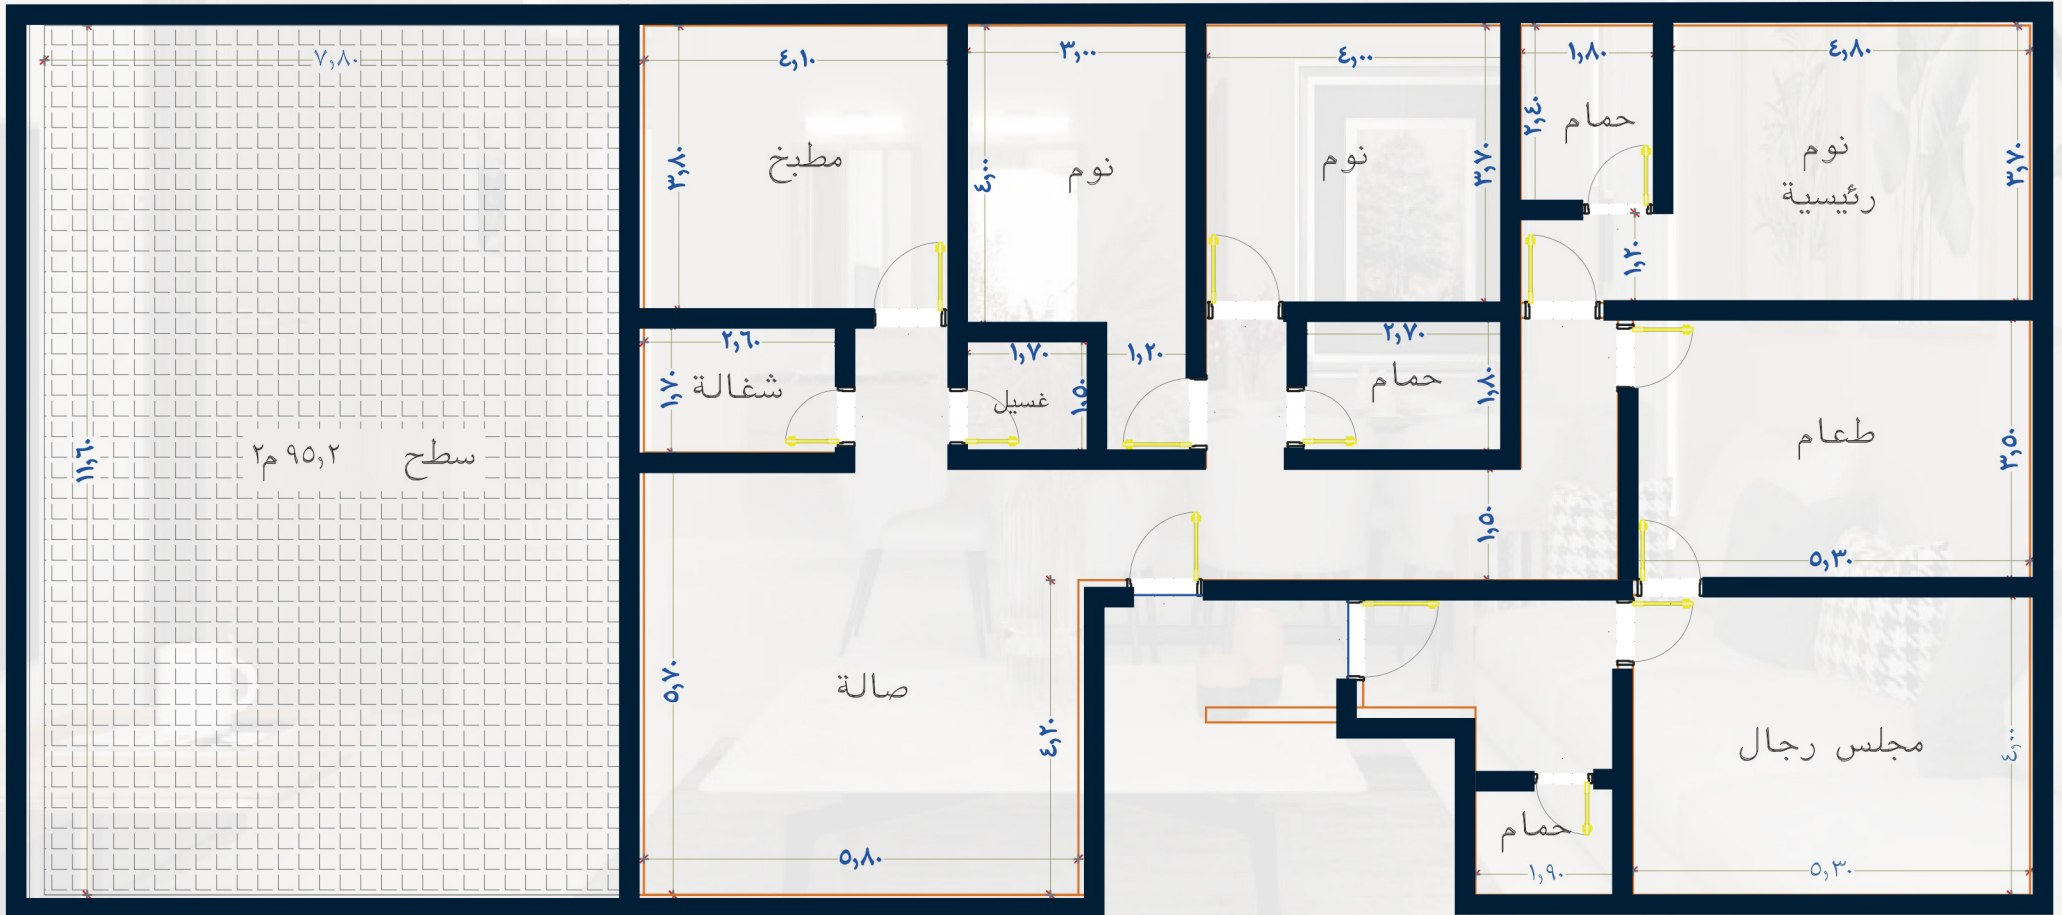 ٤,٨٠
١,٨٠
٤,٠٠
٣,٠٠
٤,١٠
٧,٨٠
حمام
٢,٤٠
نوم
رئيسية
٣,٧٠
نوم
٣,٧٠
نوم
٤,٠٠
مطبخ
٣,٨٠
١,٢٠
٢,٧٠
حمام
١,٨٠
١,٢٠
١,٧٠
غسيل
١,٥٠
٢,٦٠
شغالة
١,٧٠
طعام
٣,٥٠
٥,٣٠
سطح ٩٥,٢ م٢
١١,٦٠
١,٥٠
صالة
٥,٧٠
٤,٢٠
٥,٨٠
مجلس رجال
٤,٠٠
٥,٣٠
حمام
١,٩٠